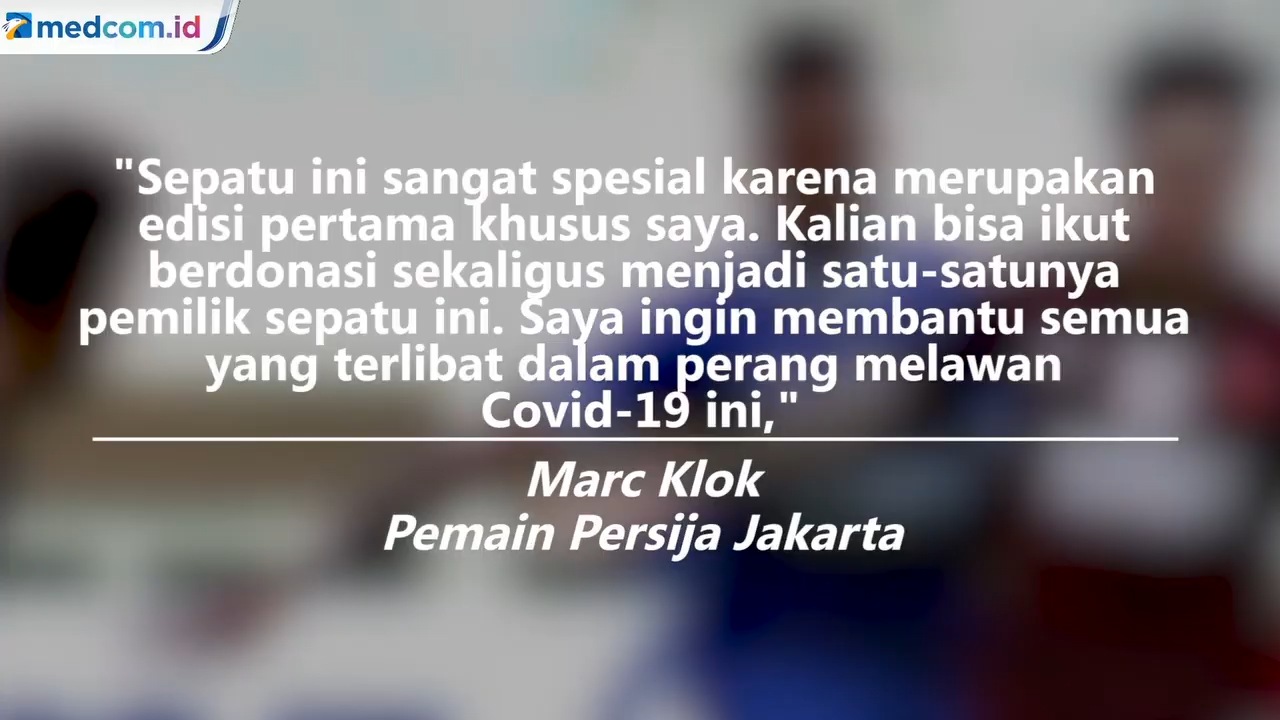 medcom.id
"Sepatu ini sangat spesial karena merupakan
edisi pertama khusus saya. Kalian bisa ikut
berdonasi sekaligus menjadi satu-satunya
pemilik sepatu ini. Saya ingin membantu semua
yang terlibat dalam perang melawan
Covid-19 ini,"
Marc Klok
Pemain Persija Jakarta